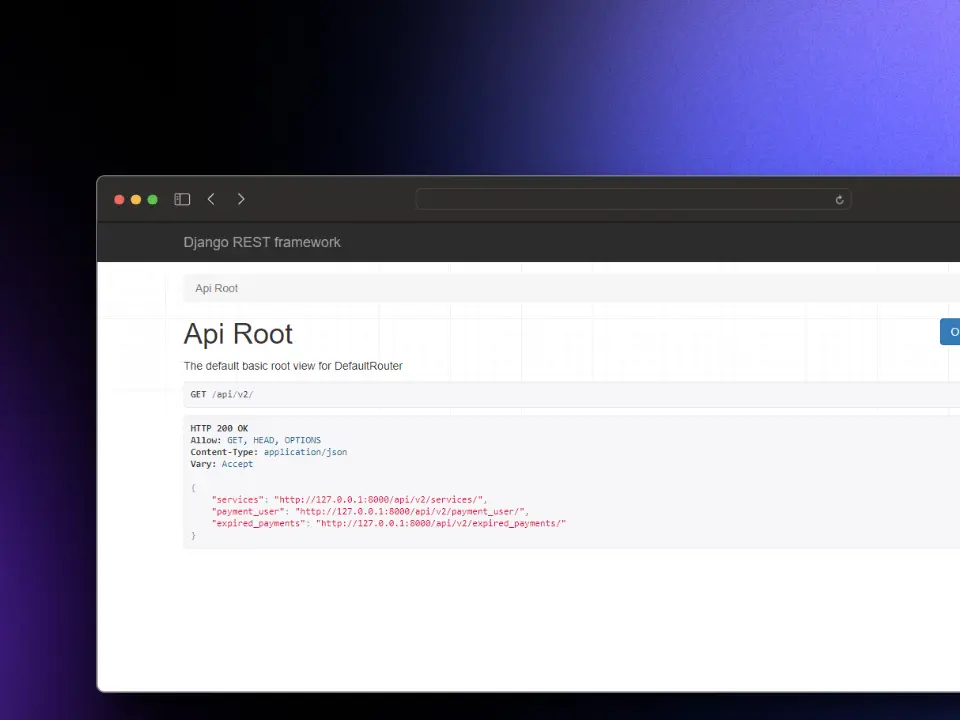 Django REST framework
Api Root
Api Root
The default basic root view for DefaultRouter
GET /api/v2/
HTTP 200 OK
Allow: GET, HEAD, OPTIONS
Content-Type: application/json
Vary: Accept
{
"services": "http://127.0.0.1:8000/api/v2/services/",
"payment_user": "http://127.0.0.1:8000/api/v2/payment_user/",
"expired_payments": "http://127.0.0.1:8000/api/v2/expired_payments/"
}